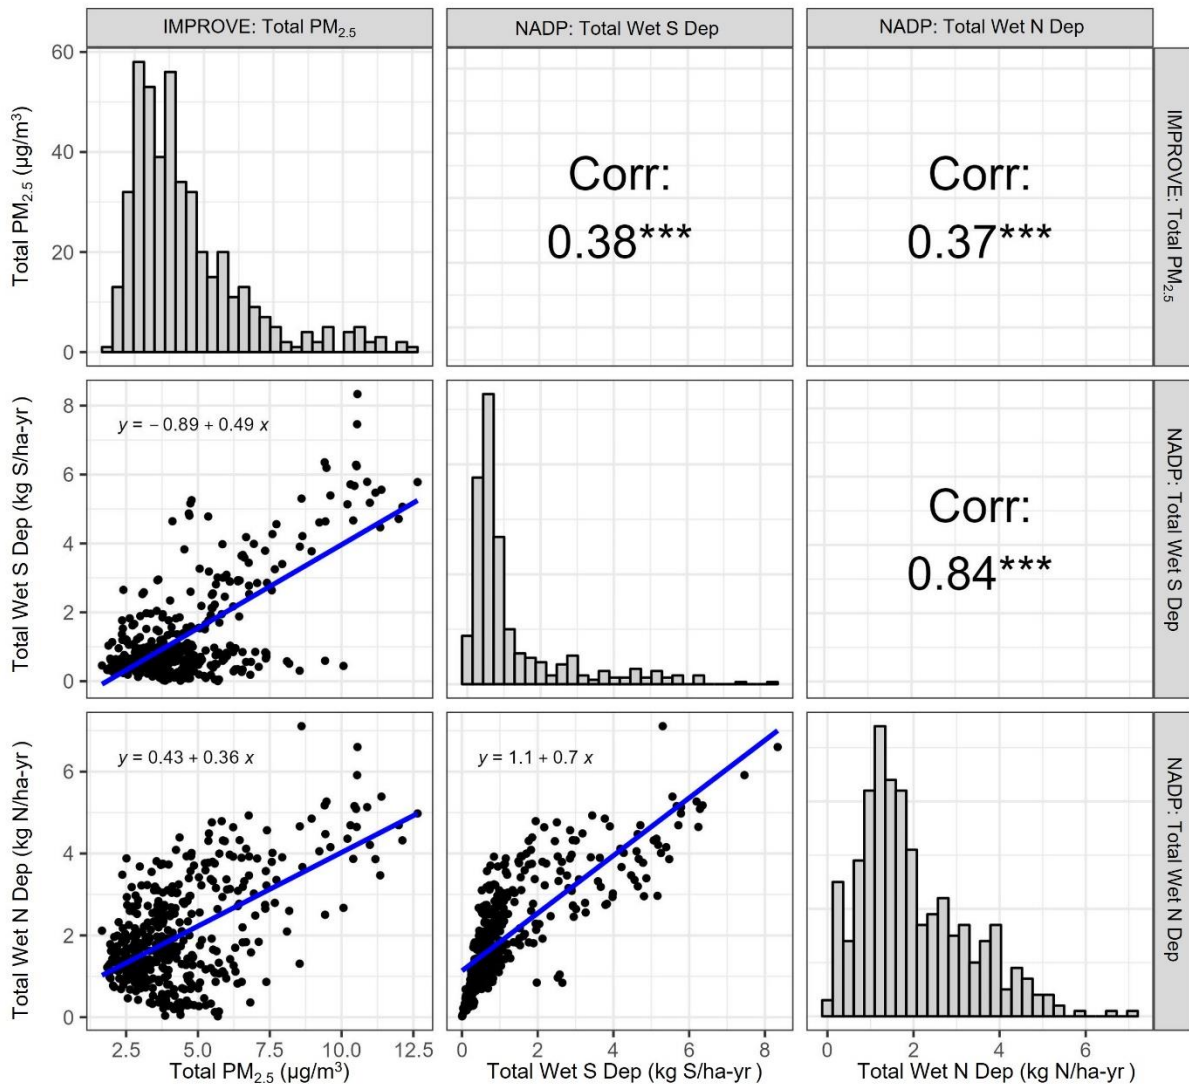 IMPROVE: Total PM2.5
NADP: Total Wet S Dep
NADP: Total Wet N Dep
Total PM2.5 (µg/m³)
60
40
20
0
Corr:
0.38***
Corr:
0.37***
IMPROVE: Total PM2.5
Total Wet S Dep (kg S/ha-yr)
8
6
4
2
0
y = − 0.89 + 0.49 x
Corr:
0.84***
NADP: Total Wet S Dep
Total Wet N Dep (kg N/ha-yr)
6
4
2
0
y = 0.43 + 0.36 x
y = 1.1 + 0.7 x
NADP: Total Wet N Dep
2.5 5.0 7.5 10.0 12.5
Total PM2.5 (µg/m³)
0 2 4 6 8
Total Wet S Dep (kg S/ha-yr )
0 2 4 6
Total Wet N Dep (kg N/ha-yr)